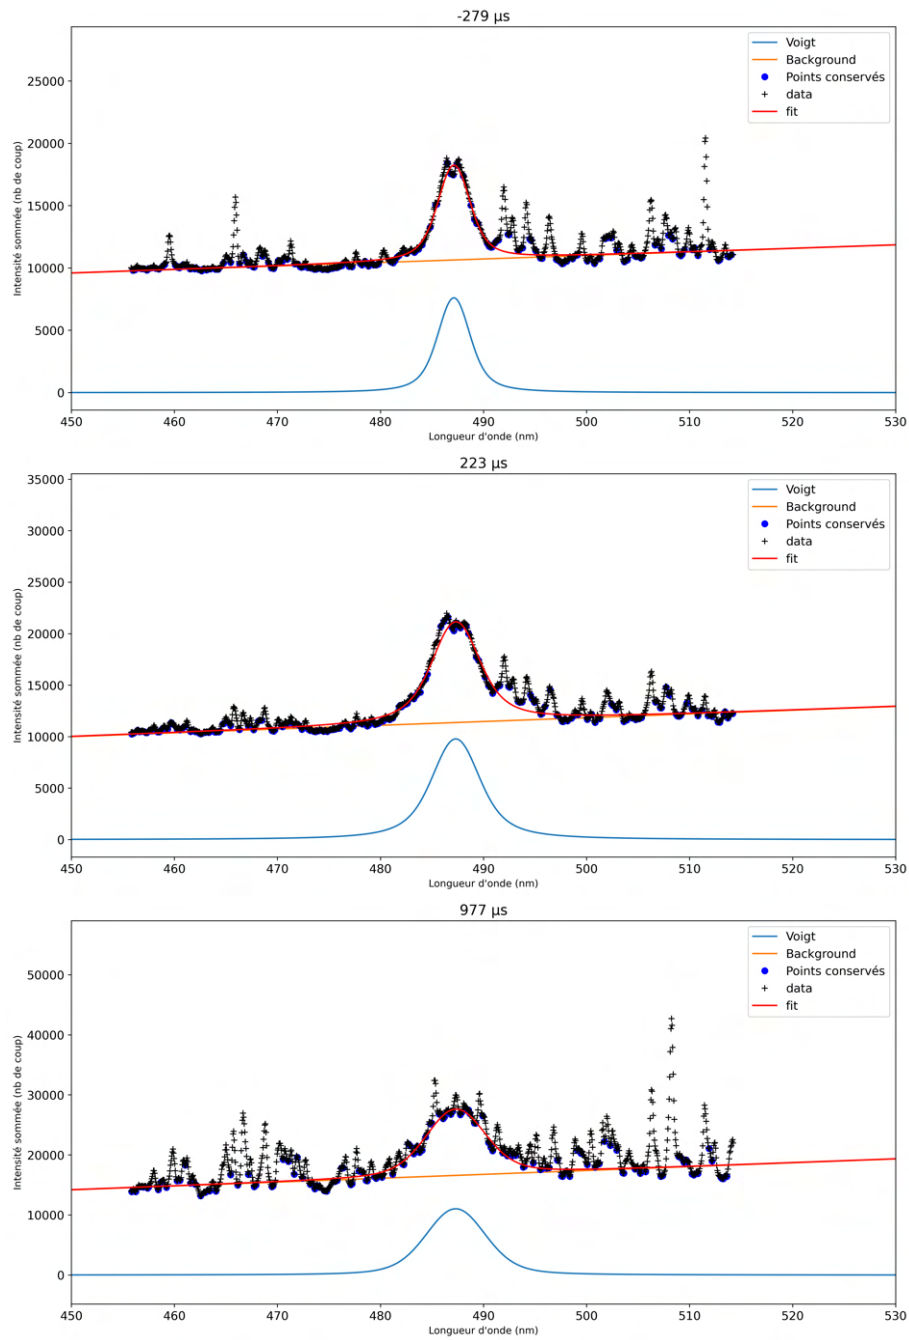 -279 µs
Intensité sommée (nb de coup)
25000
20000
15000
10000
5000
0
Voigt
Background
Points conservés
data
fit
450 460 470 480 490 500 510 520 530
Longueur d'onde (nm)
223 µs
Intensité sommée (nb de coup)
35000
30000
25000
20000
15000
10000
5000
0
Voigt
Background
Points conservés
data
fit
450 460 470 480 490 500 510 520 530
Longueur d'onde (nm)
977 µs
Intensité sommée (nb de coup)
50000
40000
30000
20000
10000
0
Voigt
Background
Points conservés
data
fit
450 460 470 480 490 500 510 520 530
Longueur d'onde (nm)